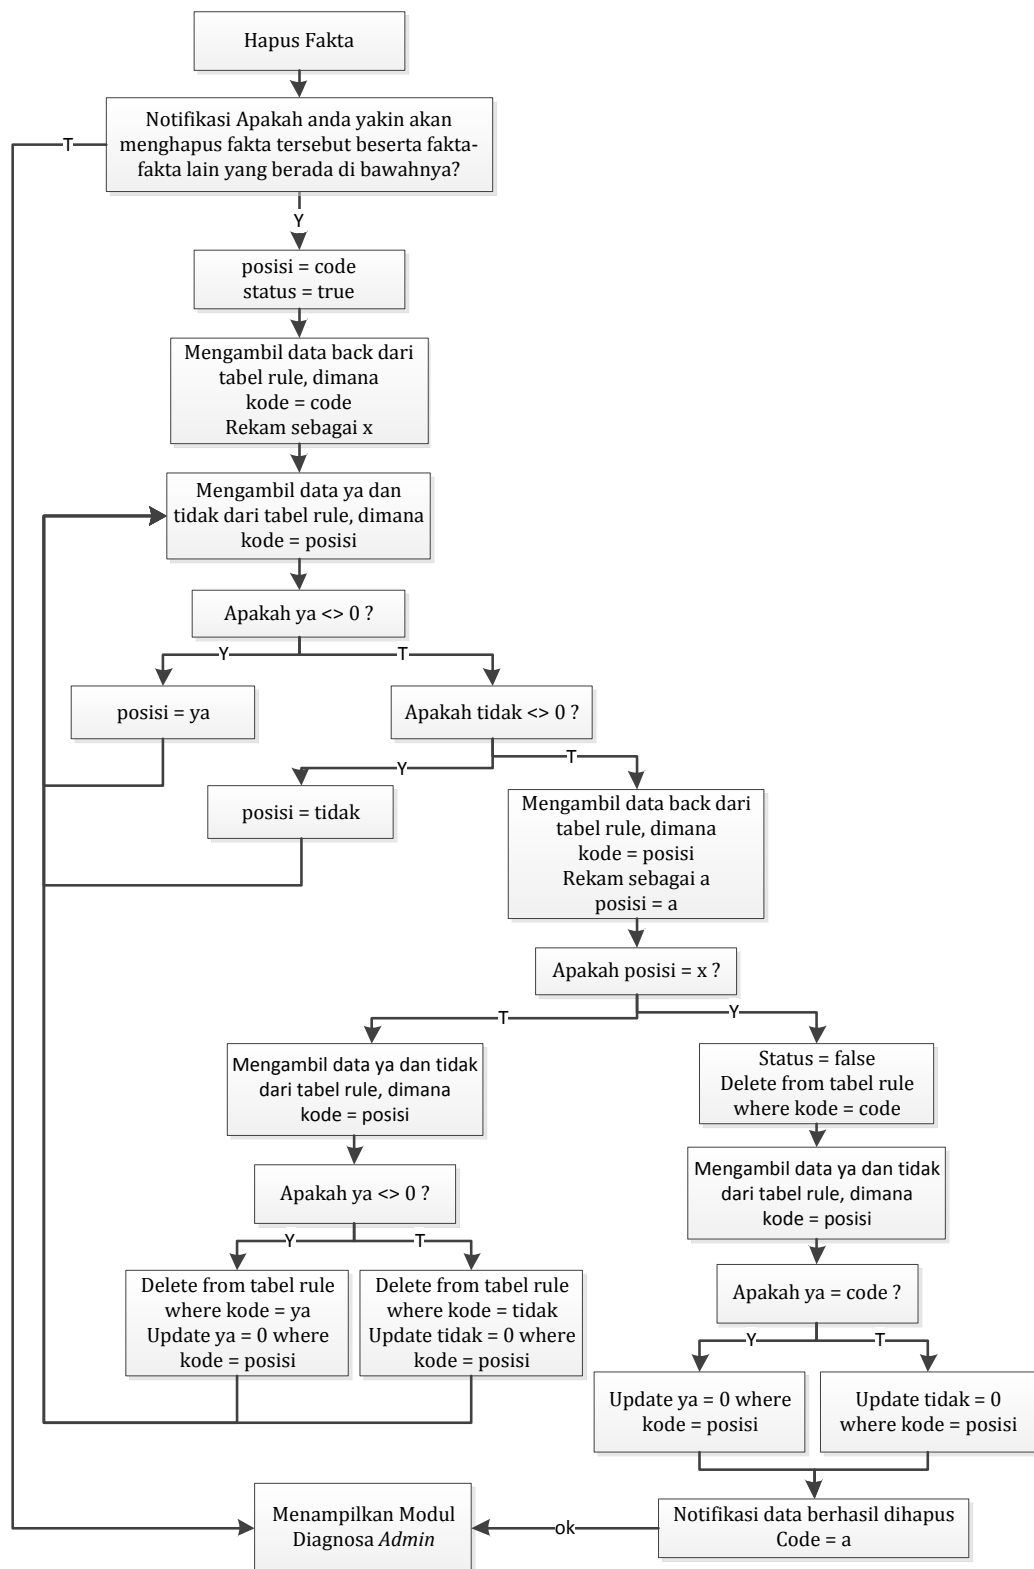 Hapus Fakta
Notifikasi Apakah anda yakin akan
menghapus fakta tersebut beserta fakta-
fakta lain yang berada di bawahnya?
T
Y
posisi = code
status = true
Mengambil data back dari
tabel rule, dimana
kode = code
Rekam sebagai x
Mengambil data ya dan
tidak dari tabel rule, dimana
kode = posisi
Apakah ya <> 0 ?
Y
T
posisi = ya
Apakah tidak <> 0 ?
Y
T
posisi = tidak
Mengambil data back dari
tabel rule, dimana
kode = posisi
Rekam sebagai a
posisi = a
Apakah posisi = x ?
T
Y
Mengambil data ya dan tidak
dari tabel rule, dimana
kode = posisi
Status = false
Delete from tabel rule
where kode = code
Apakah ya <> 0 ?
Mengambil data ya dan tidak
dari tabel rule, dimana
kode = posisi
Y
T
Delete from tabel rule
where kode = ya
Update ya = 0 where
kode = posisi
Delete from tabel rule
where kode = tidak
Update tidak = 0 where
kode = posisi
Apakah ya = code ?
Y
T
Update ya = 0 where
kode = posisi
Update tidak = 0
where kode = posisi
Menampilkan Modul
Diagnosa Admin
ok
Notifikasi data berhasil dihapus
Code = a